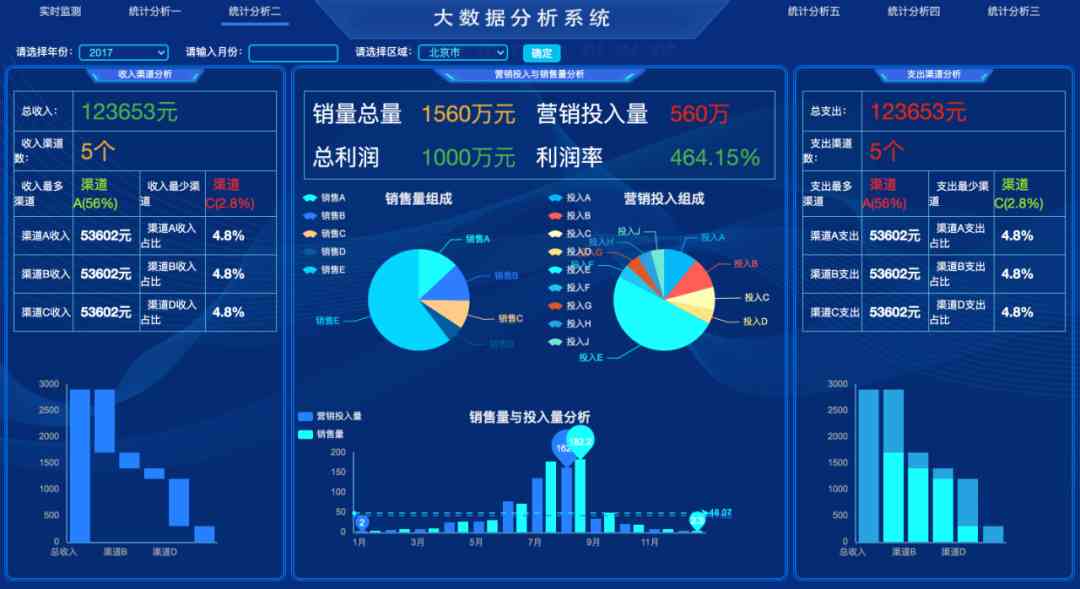 实时监测
统计分析一
统计分析二
大数据分析系统
统计分析五
统计分析四
统计分析三
请选择年份: 2017
请输入月份:
请选择区域: 北京市
确定
收入渠道分析
总收入: 123653元
收入渠道数: 5个
收入最多渠道 渠道A(56%) 收入最少渠道 渠道C(2.8%)
渠道A收入 53602元 渠道A收入占比 4.8%
渠道B收入 53602元 渠道B收入占比 4.8%
渠道C收入 53602元 渠道D收入占比 4.8%
3000
2500
2000
1500
1000
500
0
总收入 渠道B 渠道D
营销投入与销售量分析
销量总量 1560万元 营销投入量 560万
总利润 1000万元 利润率 464.15%
销售量组成
销售A
销售B
销售C
销售D
销售E
销售A
销售B
销售C
销售D
销售E
营销投入组成
投入A
投入B
投入C
投入D
投入E
投入F
投入G
投入H
投入J
投入J
投入H
投入A
投入B
投入C
投入D
投入E
销售量与投入量分析
营销投入量
销售量
200
150
100
50
0
2
182.2
48.07
2.3
1月 3月 5月 7月 9月 11月
支出渠道分析
总支出: 123653元
支出渠道数: 5个
支出最多渠道 渠道A(56%) 支出最少渠道 渠道C(2.8%)
渠道A支出 53602元 渠道A支出占比 4.8%
渠道B支出 53602元 渠道B支出占比 4.8%
渠道C支出 53602元 渠道D支出占比 4.8%
3000
2500
2000
1500
1000
500
0
总收入 渠道B 渠道D